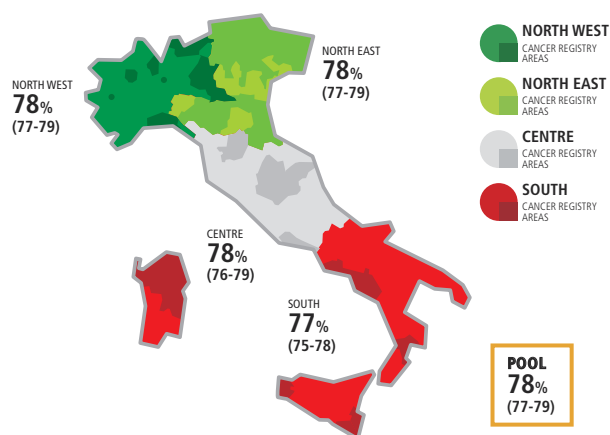 NORTH WEST
78%
(77-79)
NORTH EAST
78%
(77-79)
CENTRE
78%
(76-79)
SOUTH
77%
(75-78)
NORTH WEST
CANCER REGISTRY
AREAS
NORTH EAST
CANCER REGISTRY
AREAS
CENTRE
CANCER REGISTRY
AREAS
SOUTH
CANCER REGISTRY
AREAS
POOL
78%
(77-79)